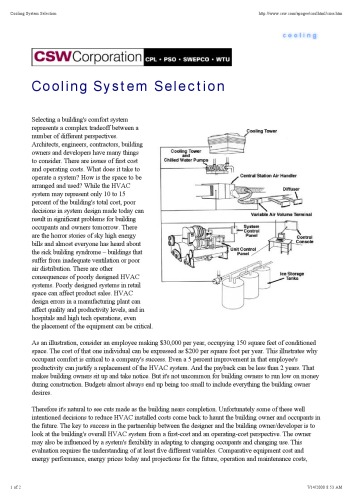 Cooling System Selection
http://www.csw.com/spages/coolhtml/coss.htm
cooling
CSWCorporation CPL • PSO • SWEPCO • WTU
Cooling System Selection
Selecting a building's comfort system
represents a complex tradeoff between a
number of different perspectives.
Architects, engineers, contractors, building
owners and developers have many things
to consider. There are issues of first cost
and operating costs. What does it take to
operate a system? How is the space to be
arranged and used? While the HVAC
system may represent only 10 to 15
percent of the building's total cost, poor
decisions in system design made today can
result in significant problems for building
occupants and owners tomorrow. There
are the horror stories of sky high energy
bills and almost everyone has heard about
the sick building syndrome – buildings that
suffer from inadequate ventilation or poor
air distribution. There are other
consequences of poorly designed HVAC
systems. Poorly designed systems in retail
space can affect product sales. HVAC
design errors in a manufacturing plant can
affect quality and productivity levels, and in
hospitals and high tech operations, even
the placement of the equipment can be critical.
Cooling Tower
Cooling Tower
and Chilled Water Pumps
Central Station Air Handler
Diffuser
Variable Air Volume Terminal
System
Control
Panel
Control
Console
Unit Control
Panel
Ice Storage
Tanks
As an illustration, consider an employee making $30,000 per year, occupying 150 square feet of conditioned
space. The cost of that one individual can be expressed as $200 per square foot per year. This illustrates why
occupant comfort is critical to a company's success. Even a 5 percent improvement in that employee's
productivity can justify a replacement of the HVAC system. And the payback can be less than 2 years. That
makes building owners sit up and take notice. But it's not uncommon for building owners to run low on money
during construction. Budgets almost always end up being too small to include everything the building owner
desires.
Therefore it's natural to see cuts made as the building nears completion. Unfortunately some of these well
intentioned decisions to reduce HVAC installed costs come back to haunt the building owner and occupants in
the future. The key to success in the partnership between the designer and the building owner/developer is to
look at the building's overall HVAC system from a first-cost and an operating-cost perspective. The owner
may also be influenced by a system's flexibility in adapting to changing occupants and changing use. This
evaluation requires the understanding of at least five different variables. Comparative equipment cost and
energy performance, energy prices today and projections for the future, operation and maintenance costs,
1 of 2
7/14/2000 8:55 AM